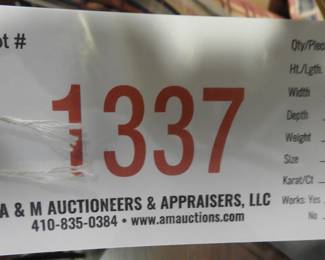 ot #
1337
A & M AUCTIONEERS & APPRAISERS, LLC
410-835-0384 • www.amauctions.com
Qty/Piec
Ht./Lgth.
Width
Depth
Weight
Size
Karat/Ct
Works: Yes
No